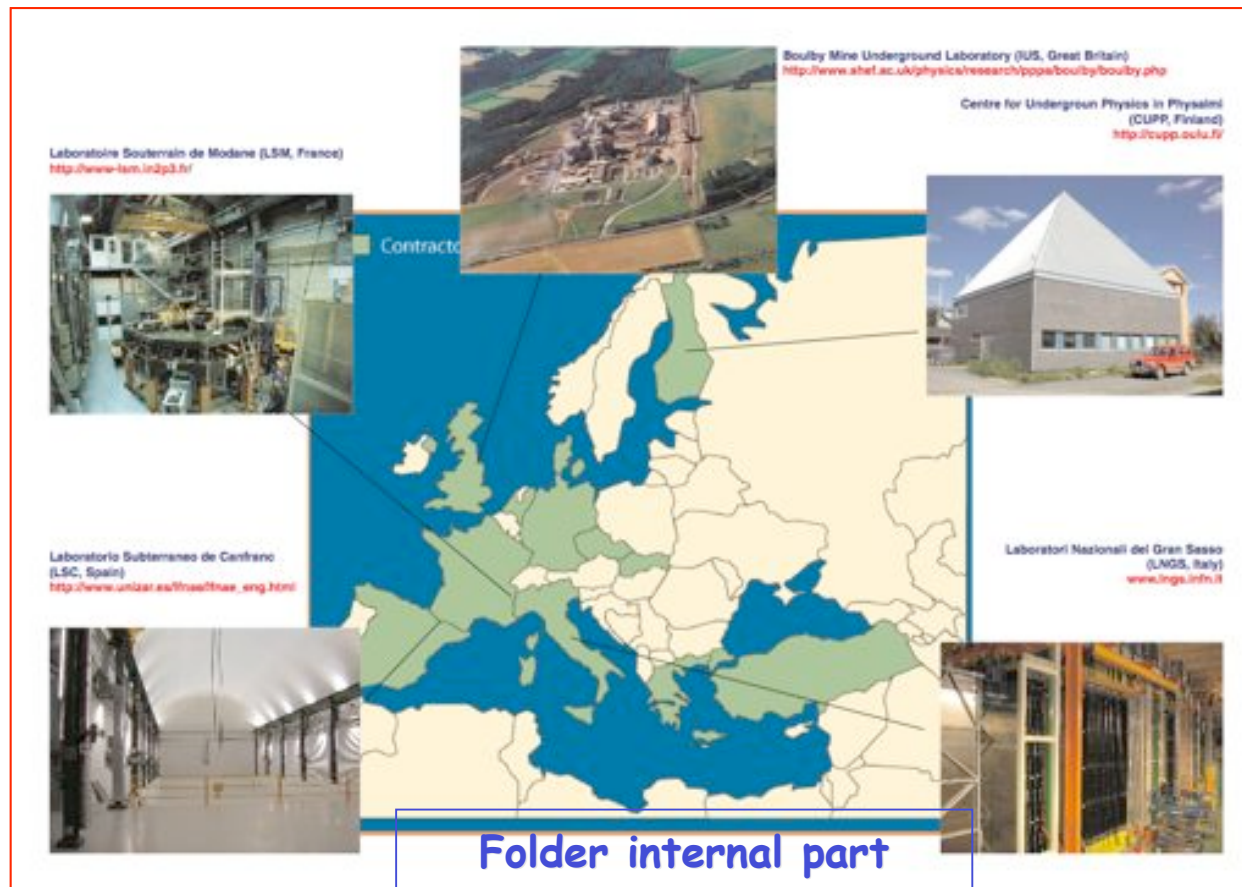 Boulby Mine Underground Laboratory (IUS, Great Britain)
http://www.shef.ac.uk/physics/research/pppa/boulby/boulby.php
Centre for Undergroun Physics in Physalmi
(CUPP, Finland)
http://cupp.oulu.fi/
Laboratoire Souterrain de Modane (LSM, France)
http://www-lsm.in2p3.fr/
Contracto
Laboratorio Subterraneo de Canfranc
(LSC, Spain)
http://www.unizar.es/lfnae/lfnae_eng.html
Laboratori Nazionali del Gran Sasso
(LNGS, Italy)
www.lngs.infn.it
Folder internal part